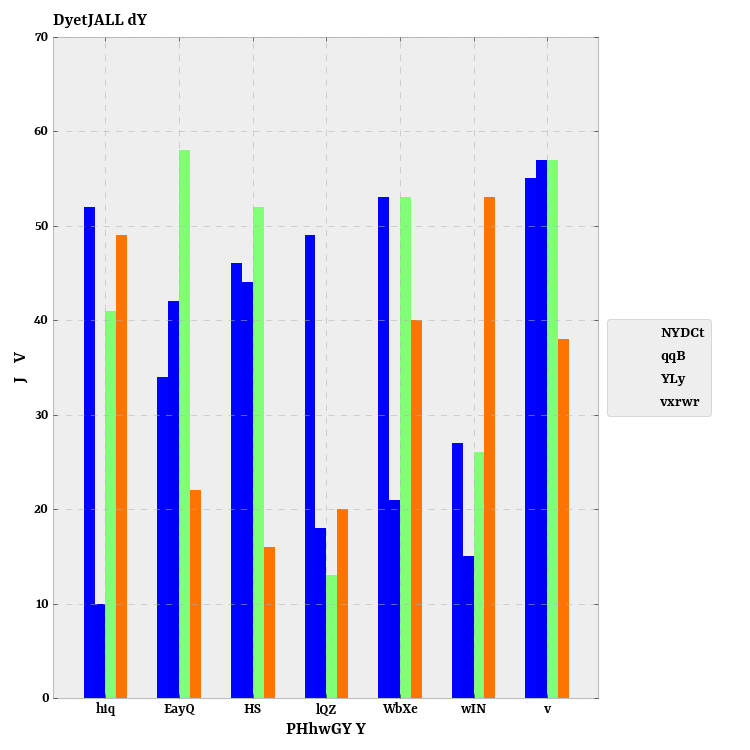 DyetJALL dY
70
60
50
40
30
20
10
0
J   V
hiq EayQ HS lQZ WbXe wIN v
PHhwGY Y
NYDCt
qqB
YLy
vxrwr